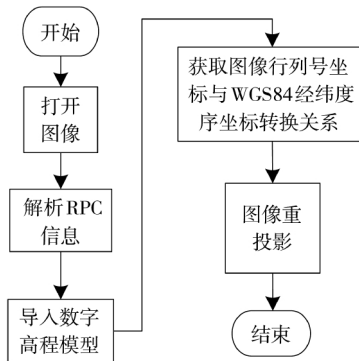 开始
打开
图像
解析RPC
信息
导入数字
高程模型
获取图像行列号坐
标与WGS84经纬度
序坐标转换关系
图像重
投影
结束